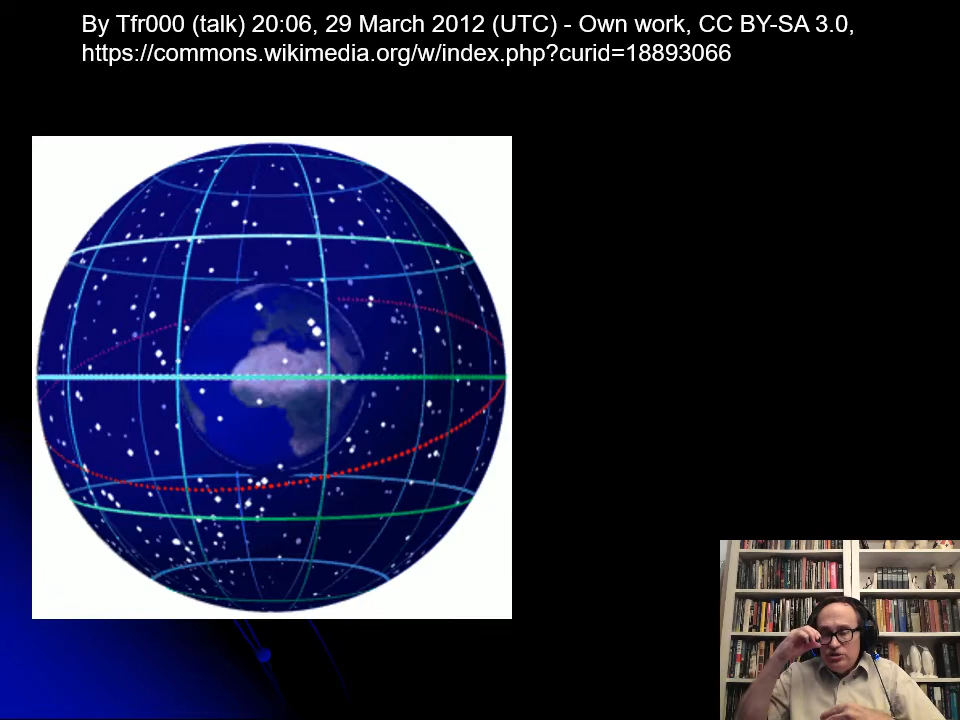 By Tfr000 (talk) 20:06, 29 March 2012 (UTC) - Own work, CC BY-SA 3.0,
https://commons.wikimedia.org/w/index.php?curid=18893066